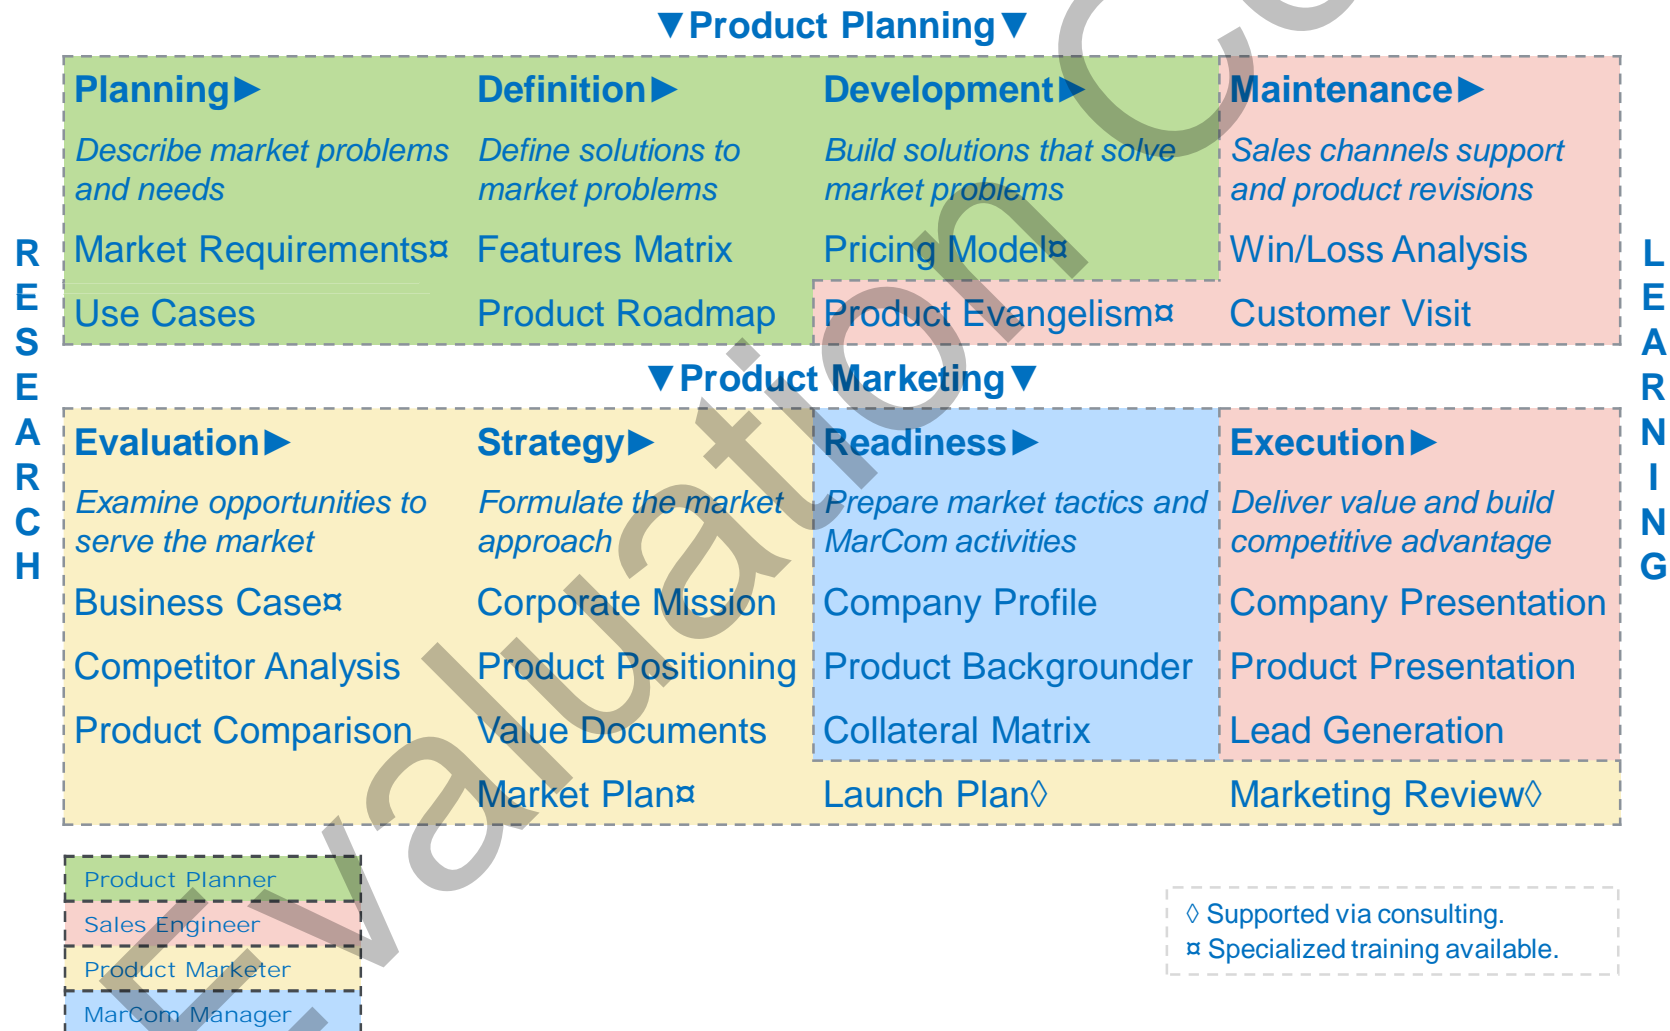 ▼Product Planning▼
Planning►
Describe market problems
and needs
Market Requirements¤
Use Cases
Definition►
Define solutions to
market problems
Features Matrix
Product Roadmap
Development►
Build solutions that solve
market problems
Pricing Model¤
Product Evangelism¤
Maintenance►
Sales channels support
and product revisions
Win/Loss Analysis
Customer Visit
RESEARCH
LEARNING
▼Product Marketing▼
Evaluation►
Examine opportunities to
serve the market
Business Case¤
Competitor Analysis
Product Comparison
Strategy►
Formulate the market
approach
Corporate Mission
Product Positioning
Value Documents
Market Plan¤
Readiness►
Prepare market tactics and
MarCom activities
Company Profile
Product Backgrounder
Collateral Matrix
Launch Plan◊
Execution►
Deliver value and build
competitive advantage
Company Presentation
Product Presentation
Lead Generation
Marketing Review◊
Product Planner
Sales Engineer
Product Marketer
MarCom Manager
◊ Supported via consulting.
¤ Specialized training available.
Evaluation